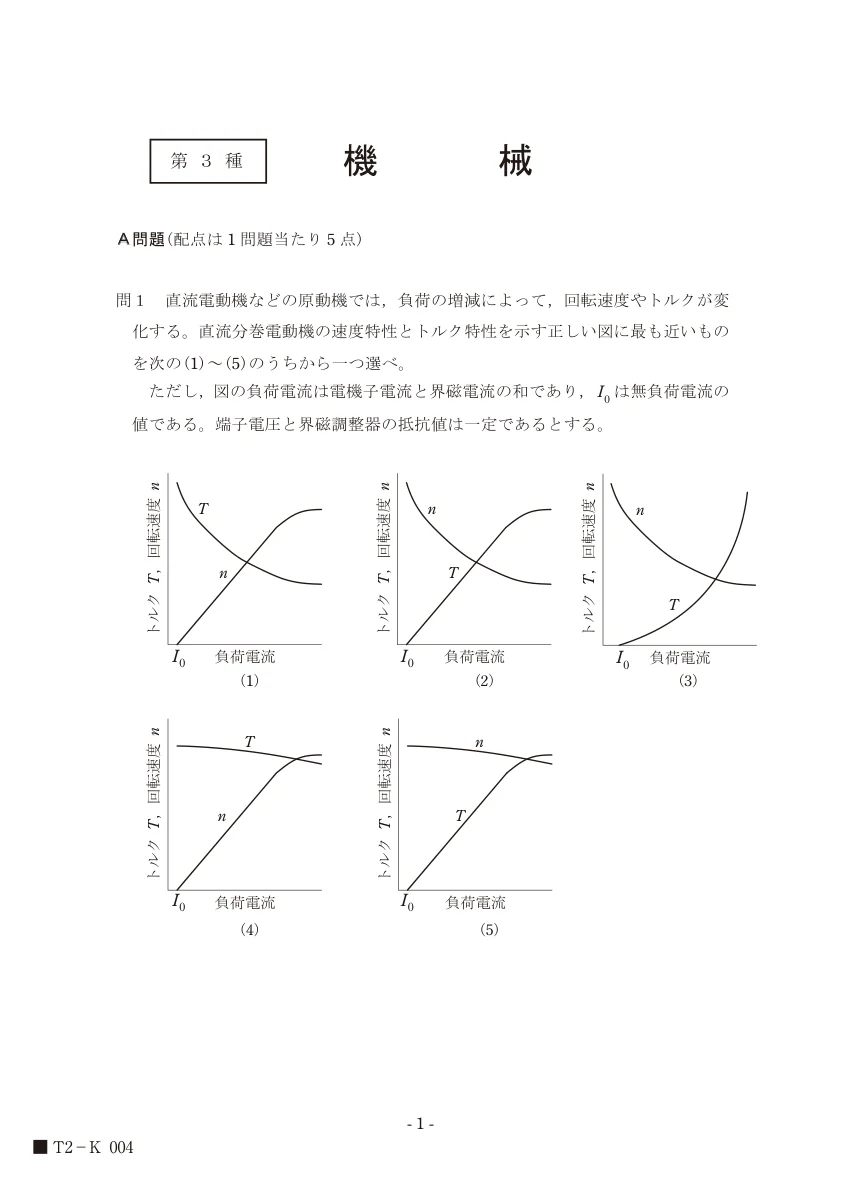 第 3 種
機 械
A問題(配点は1問題当たり5点)
問1 直流電動機などの原動機では,負荷の増減によって,回転速度やトルクが変
化する。直流分巻電動機の速度特性とトルク特性を示す正しい図に最も近いもの
を次の(1)~(5)のうちから一つ選べ。
ただし,図の負荷電流は電機子電流と界磁電流の和であり,I0は無負荷電流の
値である。端子電圧と界磁調整器の抵抗値は一定であるとする。
トルク T,回転速度 n
T
n
I0 負荷電流
(1)
トルク T,回転速度 n
n
T
I0 負荷電流
(2)
トルク T,回転速度 n
n
T
I0 負荷電流
(3)
トルク T,回転速度 n
T
n
I0 負荷電流
(4)
トルク T,回転速度 n
n
T
I0 負荷電流
(5)
- 1 -
■ T2-K 004